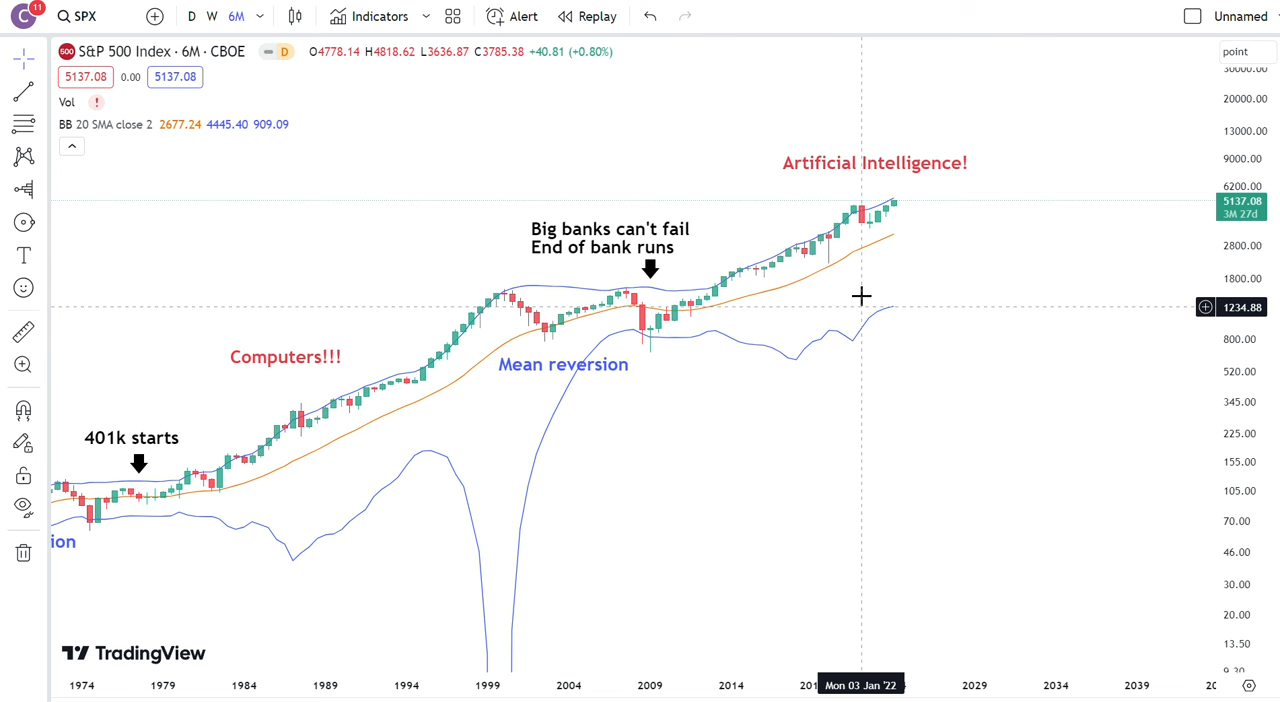 C
11
SPX
D
W
6M
Indicators
Alert
Replay
Unnamed
500
S&P 500 Index · 6M · CBOE
D
O4778.14 H4818.62 L3636.87 C3785.38 +40.81 (+0.80%)
point
5137.08
0.00
5137.08
Vol
!
BB 20 SMA close 2 2677.24 4445.40 909.09
30000.00
20000.00
13000.00
9000.00
6200.00
5137.08
3M 27d
2800.00
1800.00
1234.88
800.00
520.00
345.00
225.00
155.00
105.00
70.00
46.00
30.00
20.00
13.50
9.30
Artificial Intelligence!
Big banks can't fail
End of bank runs
Computers!!!
Mean reversion
401k starts
ion
TradingView
1974
1979
1984
1989
1994
1999
2004
2009
2014
Mon 03 Jan '22
2029
2034
2039